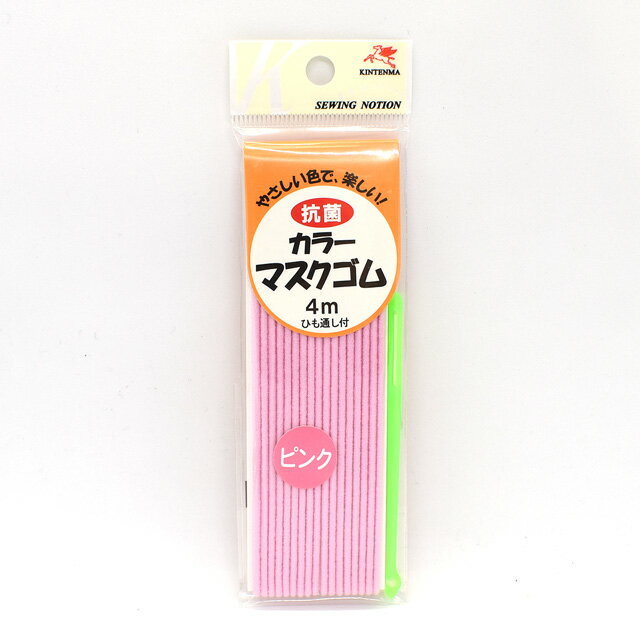 KINTENMA
SEWING NOTION
やさしい色で、楽しい!
抗菌
カラー
マスクゴム
4m
ひも通し付
ピンク